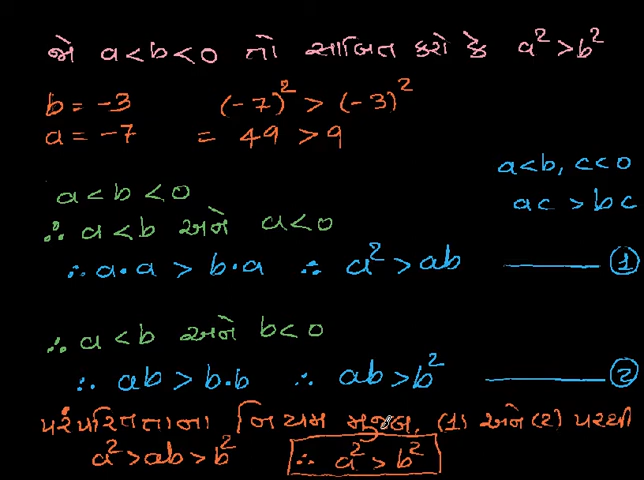 જો a < b < 0 તો સાબિત કરો કે a² > b²
b = -3 (-7)² > (-3)²
a = -7 = 49 > 9
a < b, c < 0
ac > bc
a < b < 0
∴ a < b અને a < 0
∴ a · a > b · a ∴ a² > ab ——— ①
∴ a < b અને b < 0
∴ ab > b · b ∴ ab > b² ——— ②
પરંપરિતતાના નિયમ મુજબ, (૧) અને (૨) પરથી
a² > ab > b² ∴ a² > b²